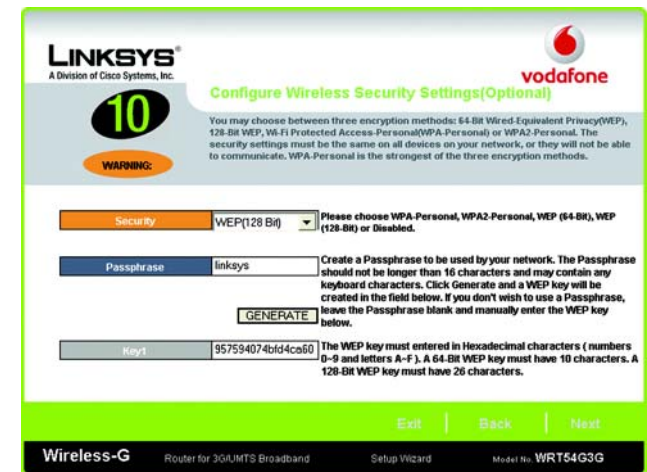 LINKSYS®
A Division of Cisco Systems, Inc.
vodafone
10
WARNING:
Configure Wireless Security Settings(Optional)
You may choose between three encryption methods: 64-Bit Wired-Equivalent Privacy(WEP),
128-Bit WEP, Wi-Fi Protected Access-Personal(WPA-Personal) or WPA2-Personal. The
security settings must be the same on all devices on your network, or they will not be able
to communicate. WPA-Personal is the strongest of the three encryption methods.
Security
WEP(128 Bit)
Please choose WPA-Personal, WPA2-Personal, WEP (64-Bit), WEP
(128-Bit) or Disabled.
Passphrase
linksys
Create a Passphrase to be used by your network. The Passphrase
should not be longer than 16 characters and may contain any
keyboard characters. Click Generate and a WEP key will be
created in the field below. If you don't wish to use a Passphrase,
leave the Passphrase blank and manually enter the WEP key
below.
GENERATE
Key1
957594074bfd4ca60
The WEP key must entered in Hexadecimal characters ( numbers
0~9 and letters A~F ). A 64-Bit WEP key must have 10 characters. A
128-Bit WEP key must have 26 characters.
Exit
Back
Next
Wireless-G
Router for 3G/UMTS Broadband
Setup Wizard
Model No. WRT54G3G